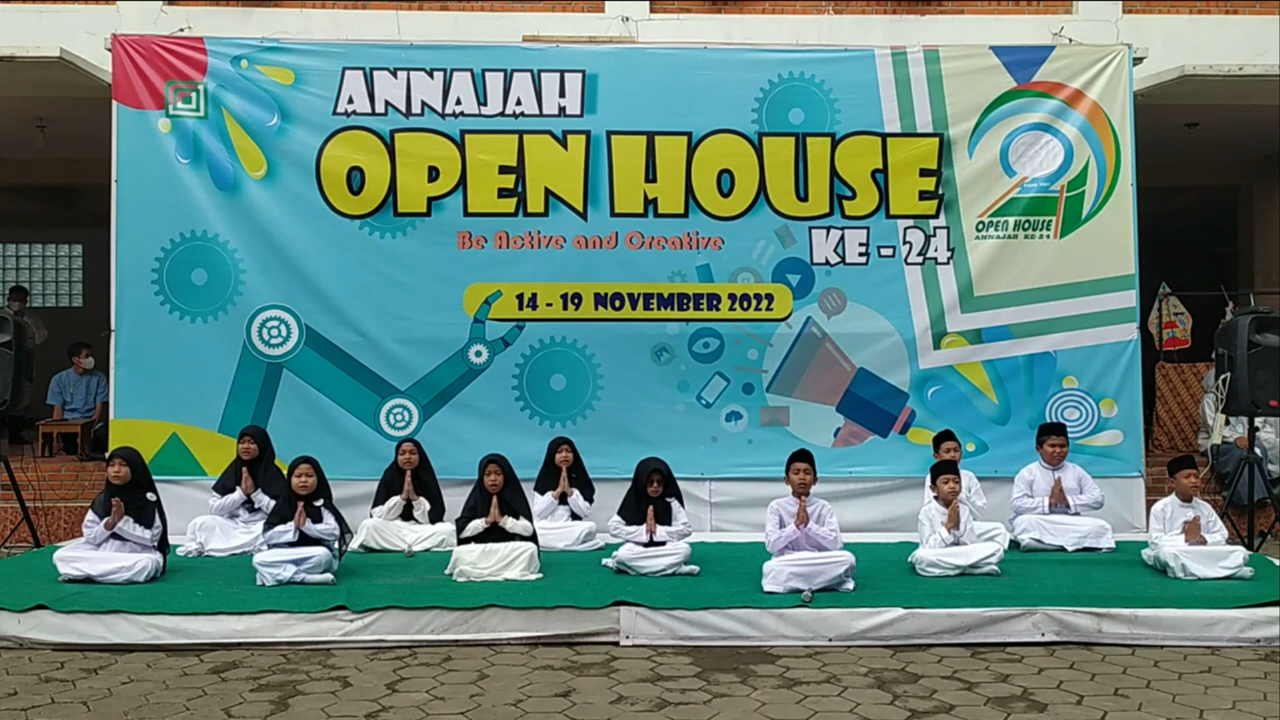 ANNAJAH
OPEN HOUSE
Be Active and Creative
KE - 24
14 - 19 NOVEMBER 2022
OPEN HOUSE
ANNAJAH KE-24